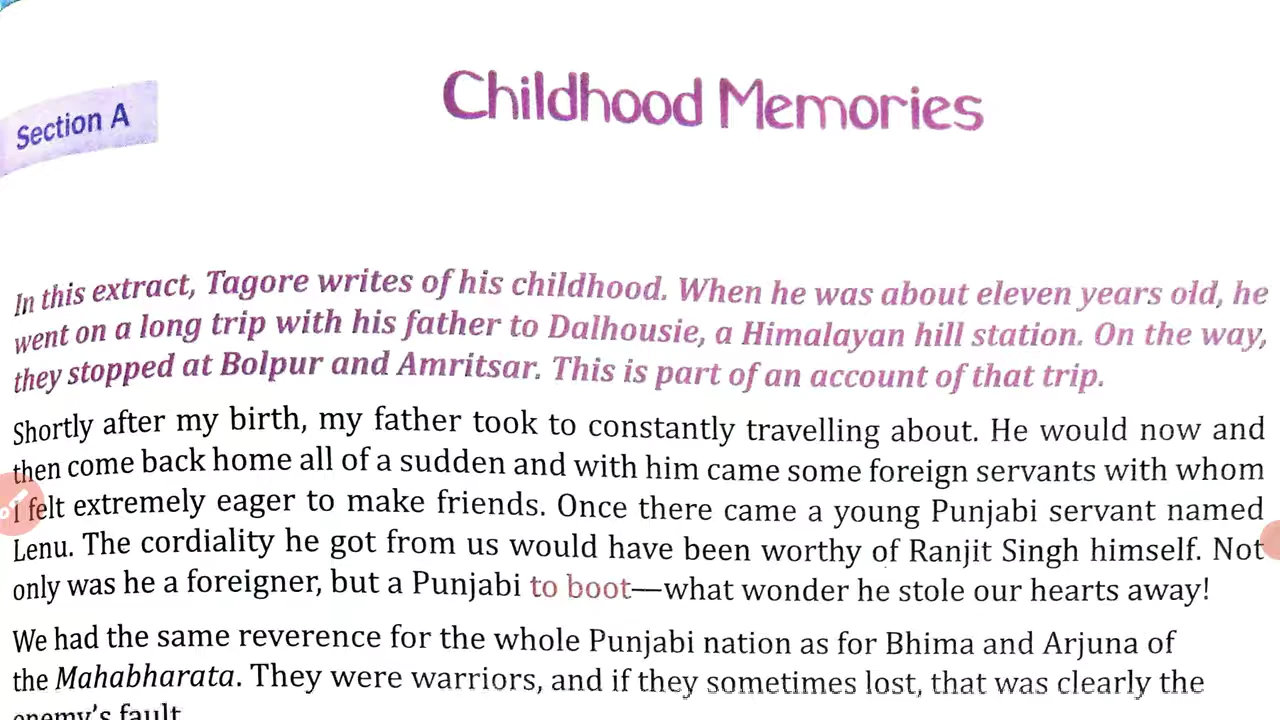 Section A
Childhood Memories
In this extract, Tagore writes of his childhood. When he was about eleven years old, he
went on a long trip with his father to Dalhousie, a Himalayan hill station. On the way,
they stopped at Bolpur and Amritsar. This is part of an account of that trip.
Shortly after my birth, my father took to constantly travelling about. He would now and
then come back home all of a sudden and with him came some foreign servants with whom
I felt extremely eager to make friends. Once there came a young Punjabi servant named
Lenu. The cordiality he got from us would have been worthy of Ranjit Singh himself. Not
only was he a foreigner, but a Punjabi to boot—what wonder he stole our hearts away!
We had the same reverence for the whole Punjabi nation as for Bhima and Arjuna of
the Mahabharata. They were warriors, and if they sometimes lost, that was clearly the
enemy's fault